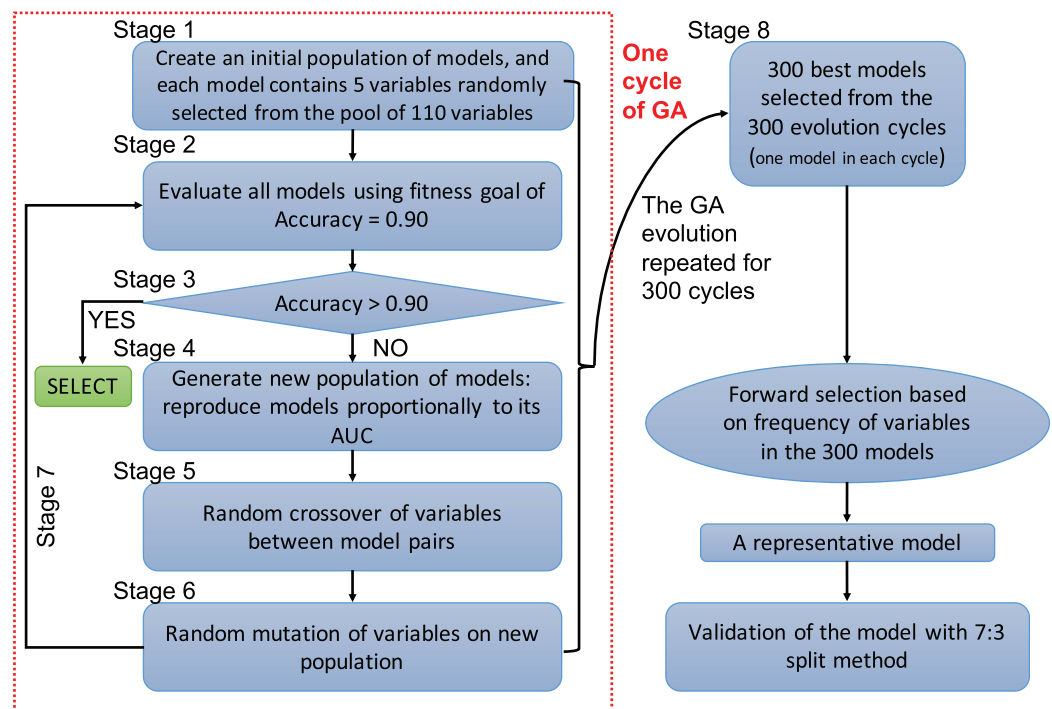 Stage 1
Create an initial population of models, and
each model contains 5 variables randomly
selected from the pool of 110 variables
Stage 2
Evaluate all models using fitness goal of
Accuracy = 0.90
Stage 3
Accuracy > 0.90
YES
NO
SELECT
Stage 4
Generate new population of models:
reproduce models proportionally to its
AUC
Stage 5
Random crossover of variables
between model pairs
Stage 6
Random mutation of variables on new
population
Stage 7
One
cycle
of GA
The GA
evolution
repeated for
300 cycles
Stage 8
300 best models
selected from the
300 evolution cycles
(one model in each cycle)
Forward selection based
on frequency of variables
in the 300 models
A representative model
Validation of the model with 7:3
split method